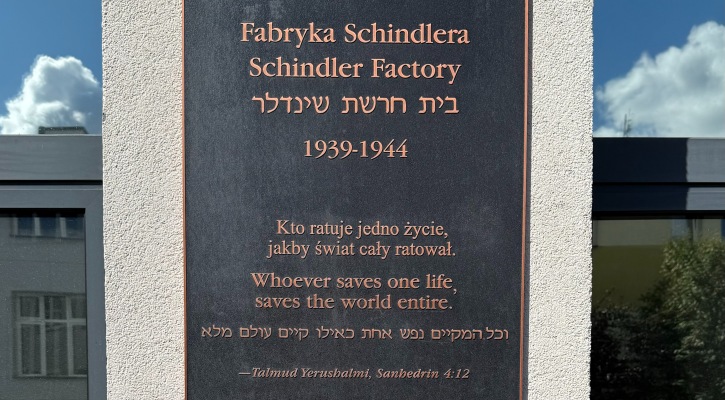 Fabryka Schindlera
Schindler Factory
בית חרשת שינדלר
1939-1944
Kto ratuje jedno życie,
jakby świat cały ratował.
Whoever saves one life,
saves the world entire.
וכל המקיים נפש אחת כאילו קיים עולם מלא
—Talmud Yerushalmi, Sanhedrin 4:12